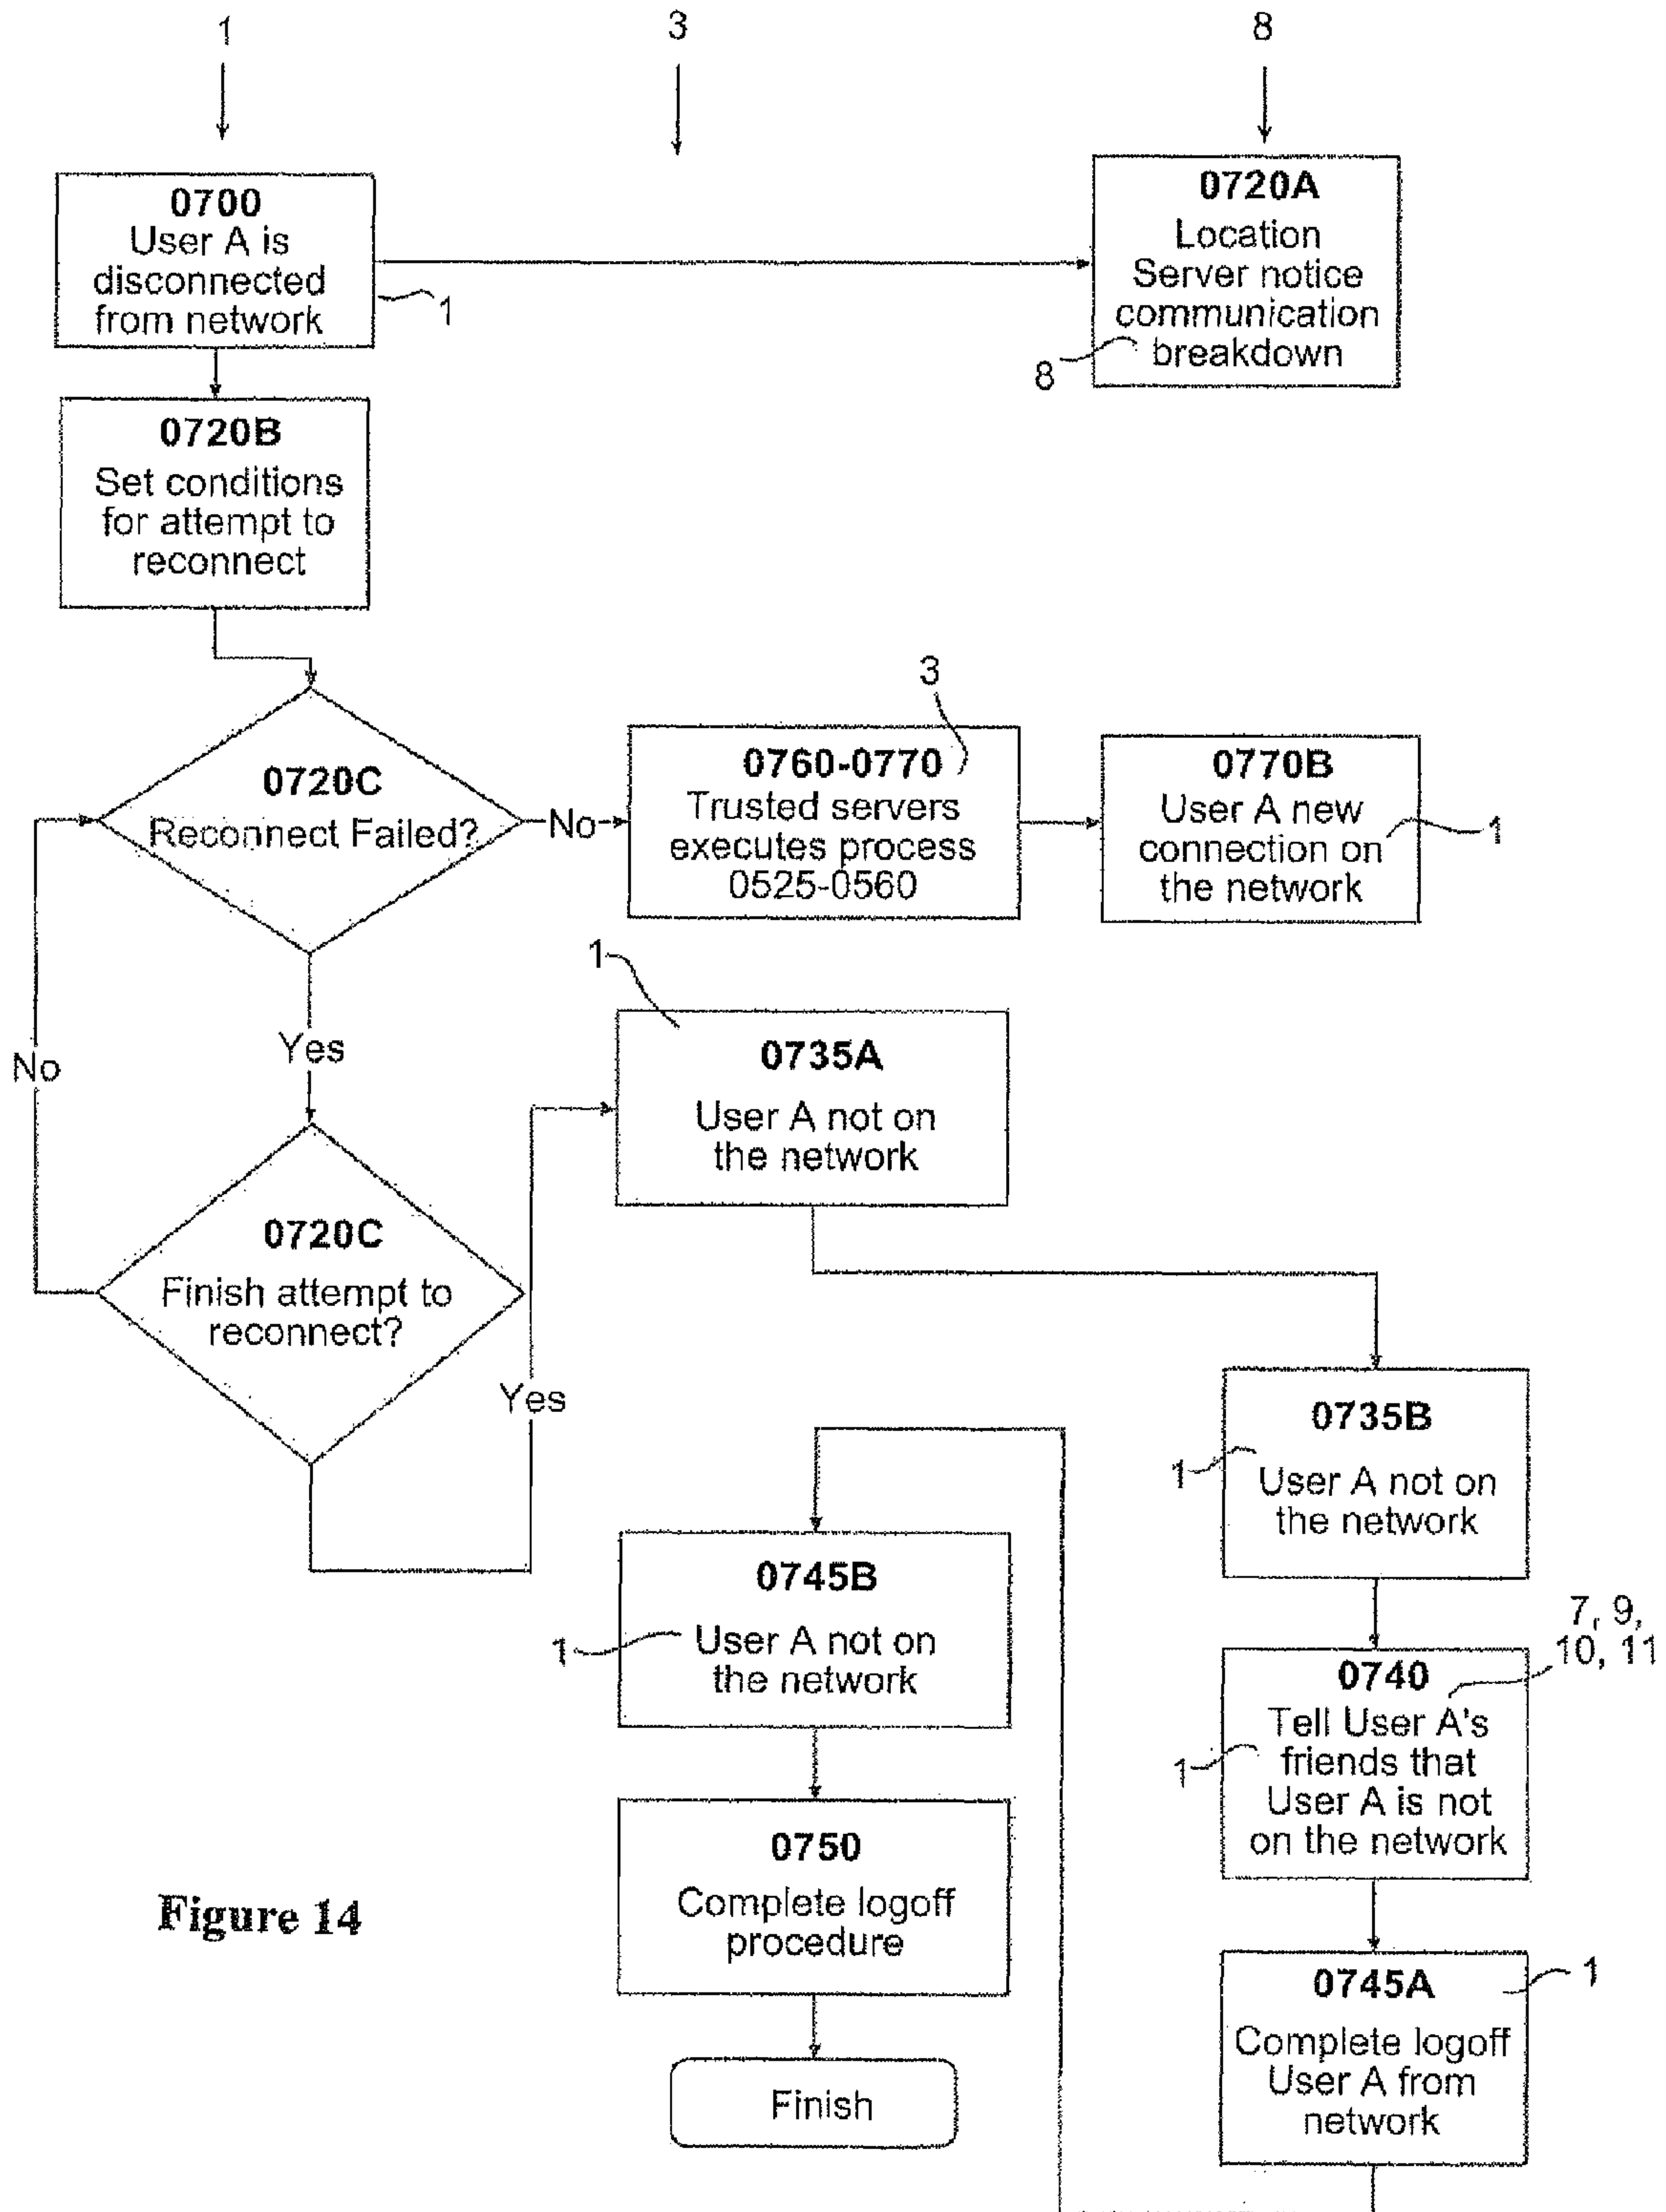 1
3
8
0700
User A is
disconnected
from network
1
0720A
Location
Server notice
communication
breakdown
8
0720B
Set conditions
for attempt to
reconnect
0720C
Reconnect Failed?
No
3
0760-0770
Trusted servers
executes process
0525-0560
0770B
User A new
connection on
the network
1
Yes
No
1
0735A
User A not on
the network
0720C
Finish attempt to
reconnect?
Yes
0735B
1
User A not on
the network
0745B
1
User A not on
the network
7, 9,
10, 11
0740
Tell User A's
friends that
1
User A is not
on the network
0750
Complete logoff
procedure
0745A
1
Complete logoff
User A from
network
Finish
Figure 14